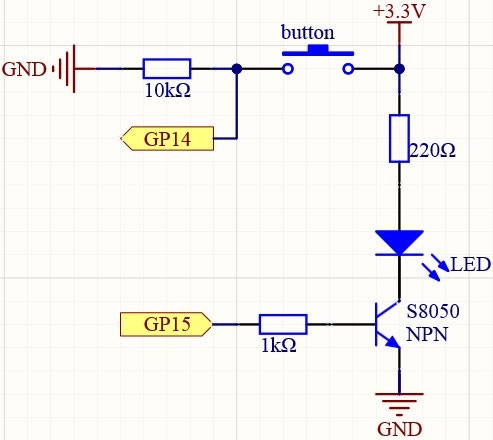 +3.3V
button
GND
10kΩ
GP14
220Ω
LED
S8050
NPN
GP15
1kΩ
GND